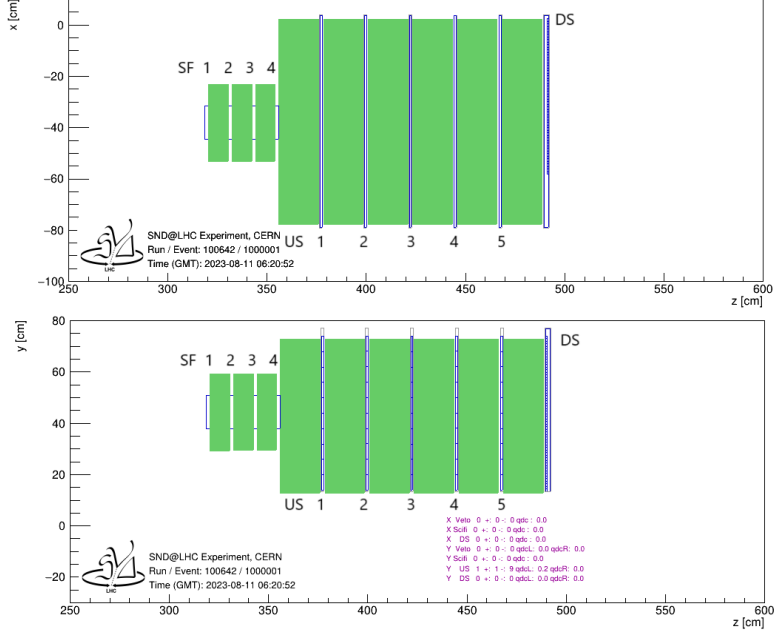 x [cm]
0
−20
−40
−60
−80
−100
SF 1 2 3 4
DS
US 1 2 3 4 5
SND@LHC Experiment, CERN
Run / Event: 100642 / 1000001
Time (GMT): 2023-08-11 06:20:52
LHC
250 300 350 400 450 500 550 600
z [cm]
y [cm]
80
60
40
20
0
−20
SF 1 2 3 4
DS
US 1 2 3 4 5
X Veto 0 +: 0 -: 0 qdc : 0.0
X Scifi 0 +: 0 -: 0 qdc : 0.0
X DS 0 +: 0 -: 0 qdc : 0.0
Y Veto 0 +: 0 -: 0 qdcL: 0.0 qdcR: 0.0
Y Scifi 0 +: 0 -: 0 qdc : 0.0
Y US 1 +: 1 -: 9 qdcL: 0.2 qdcR: 0.0
Y DS 0 +: 0 -: 0 qdcL: 0.0 qdcR: 0.0
SND@LHC Experiment, CERN
Run / Event: 100642 / 1000001
Time (GMT): 2023-08-11 06:20:52
LHC
250 300 350 400 450 500 550 600
z [cm]